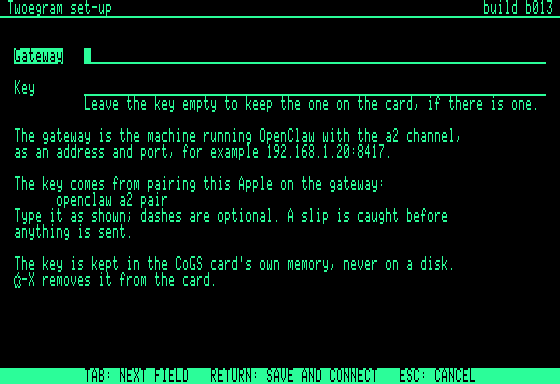 Twoegram set-up build b013
Gateway
Key
Leave the key empty to keep the one on the card, if there is one.
The gateway is the machine running OpenClaw with the a2 channel,
as an address and port, for example 192.168.1.20:8417.
The key comes from pairing this Apple on the gateway:
openclaw a2 pair
Type it as shown; dashes are optional. A slip is caught before
anything is sent.
The key is kept in the CoGS card's own memory, never on a disk.
-X removes it from the card.
TAB: NEXT FIELD RETURN: SAVE AND CONNECT ESC: CANCEL